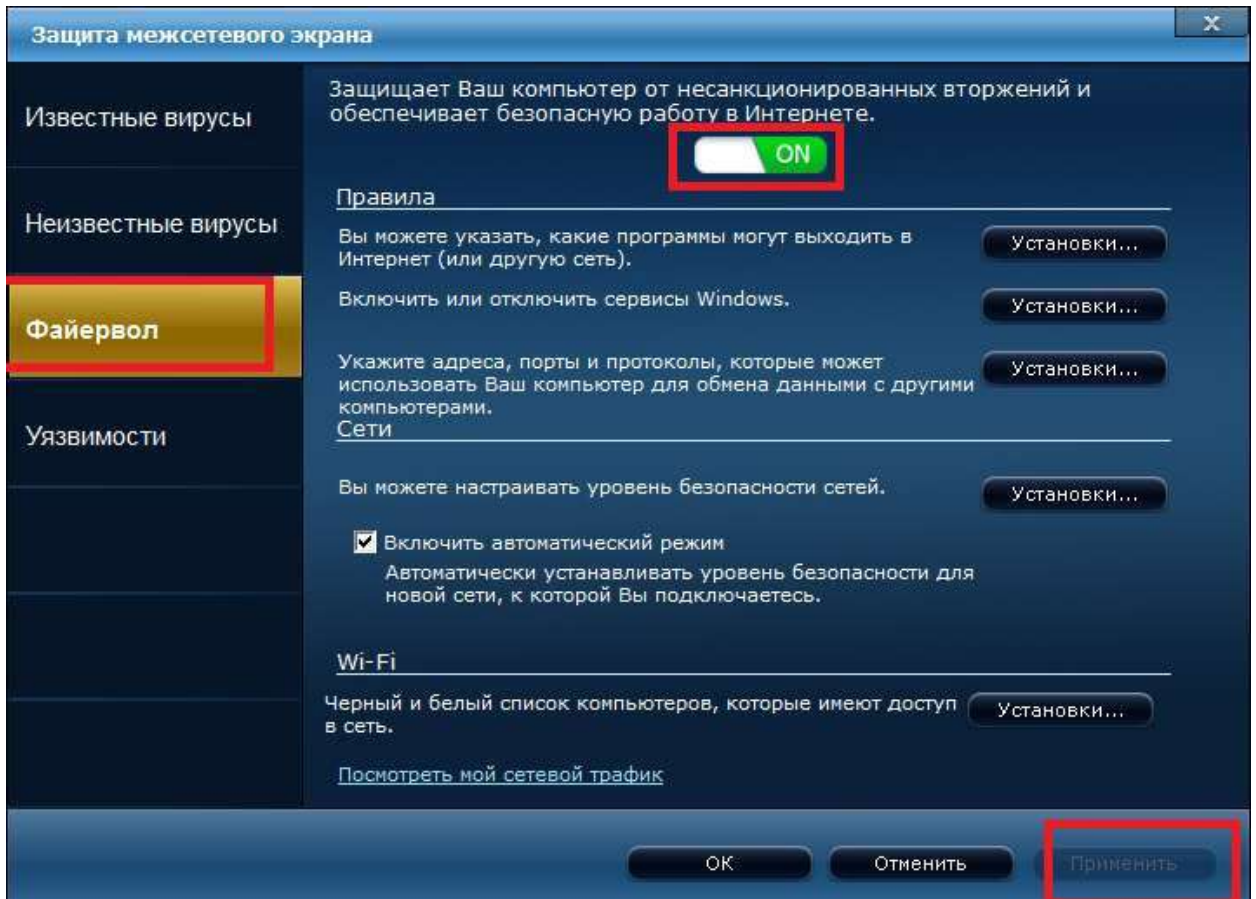 Защита межсетевого экрана
X
Известные вирусы
Неизвестные вирусы
Файервол
Уязвимости
Защищает Ваш компьютер от несанкционированных вторжений и
обеспечивает безопасную работу в Интернете.
ON
Правила
Вы можете указать, какие программы могут выходить в
Интернет (или другую сеть).
Установки...
Включить или отключить сервисы Windows.
Установки...
Укажите адреса, порты и протоколы, которые может
использовать Ваш компьютер для обмена данными с другими
компьютерами.
Установки...
Сети
Вы можете настраивать уровень безопасности сетей.
Установки...
Включить автоматический режим
Автоматически устанавливать уровень безопасности для
новой сети, к которой Вы подключаетесь.
Wi-Fi
Черный и белый список компьютеров, которые имеют доступ
в сеть.
Установки...
Посмотреть мой сетевой трафик
OK
Отменить
Применить